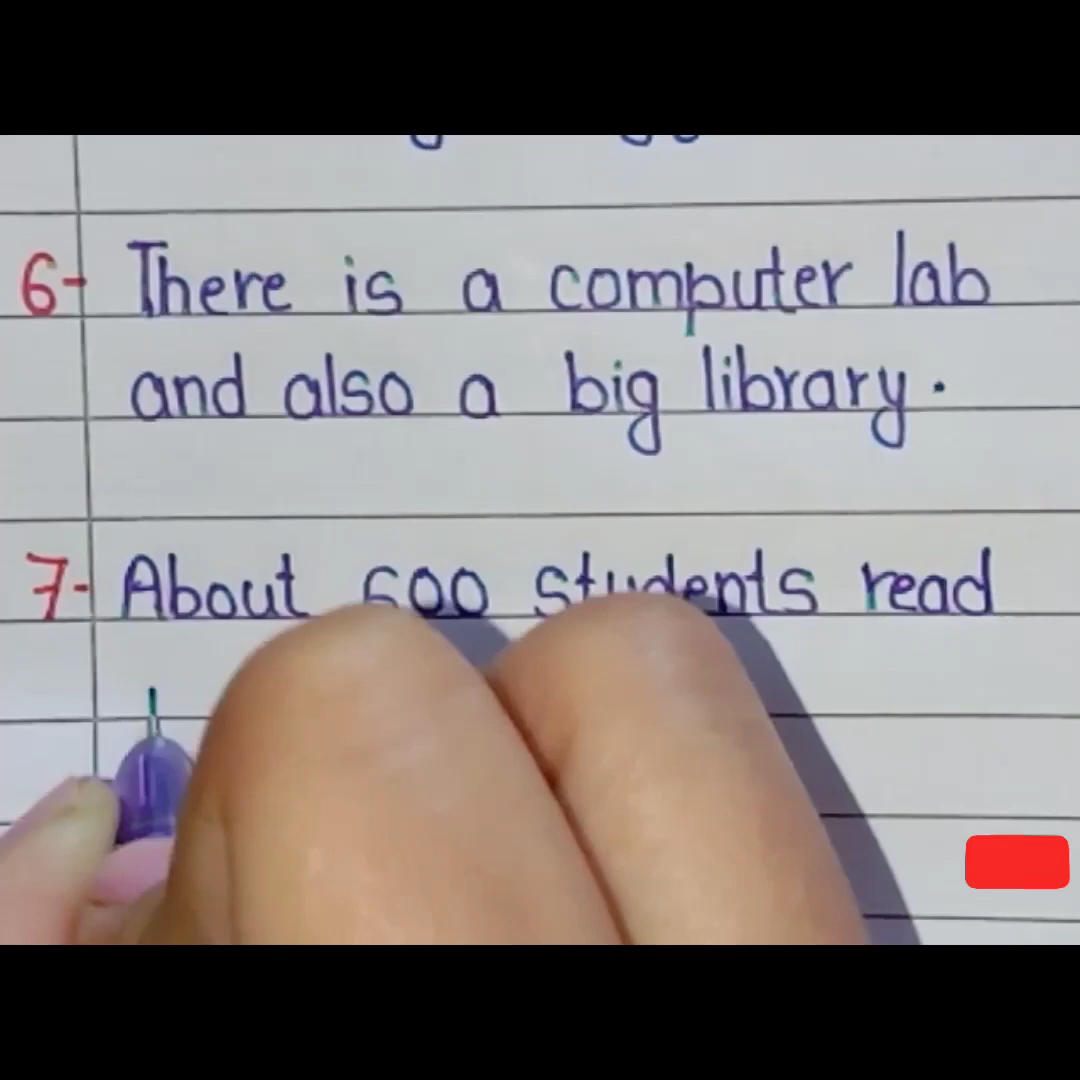 6- There is a computer lab
and also a big library.
7- About 600 students read